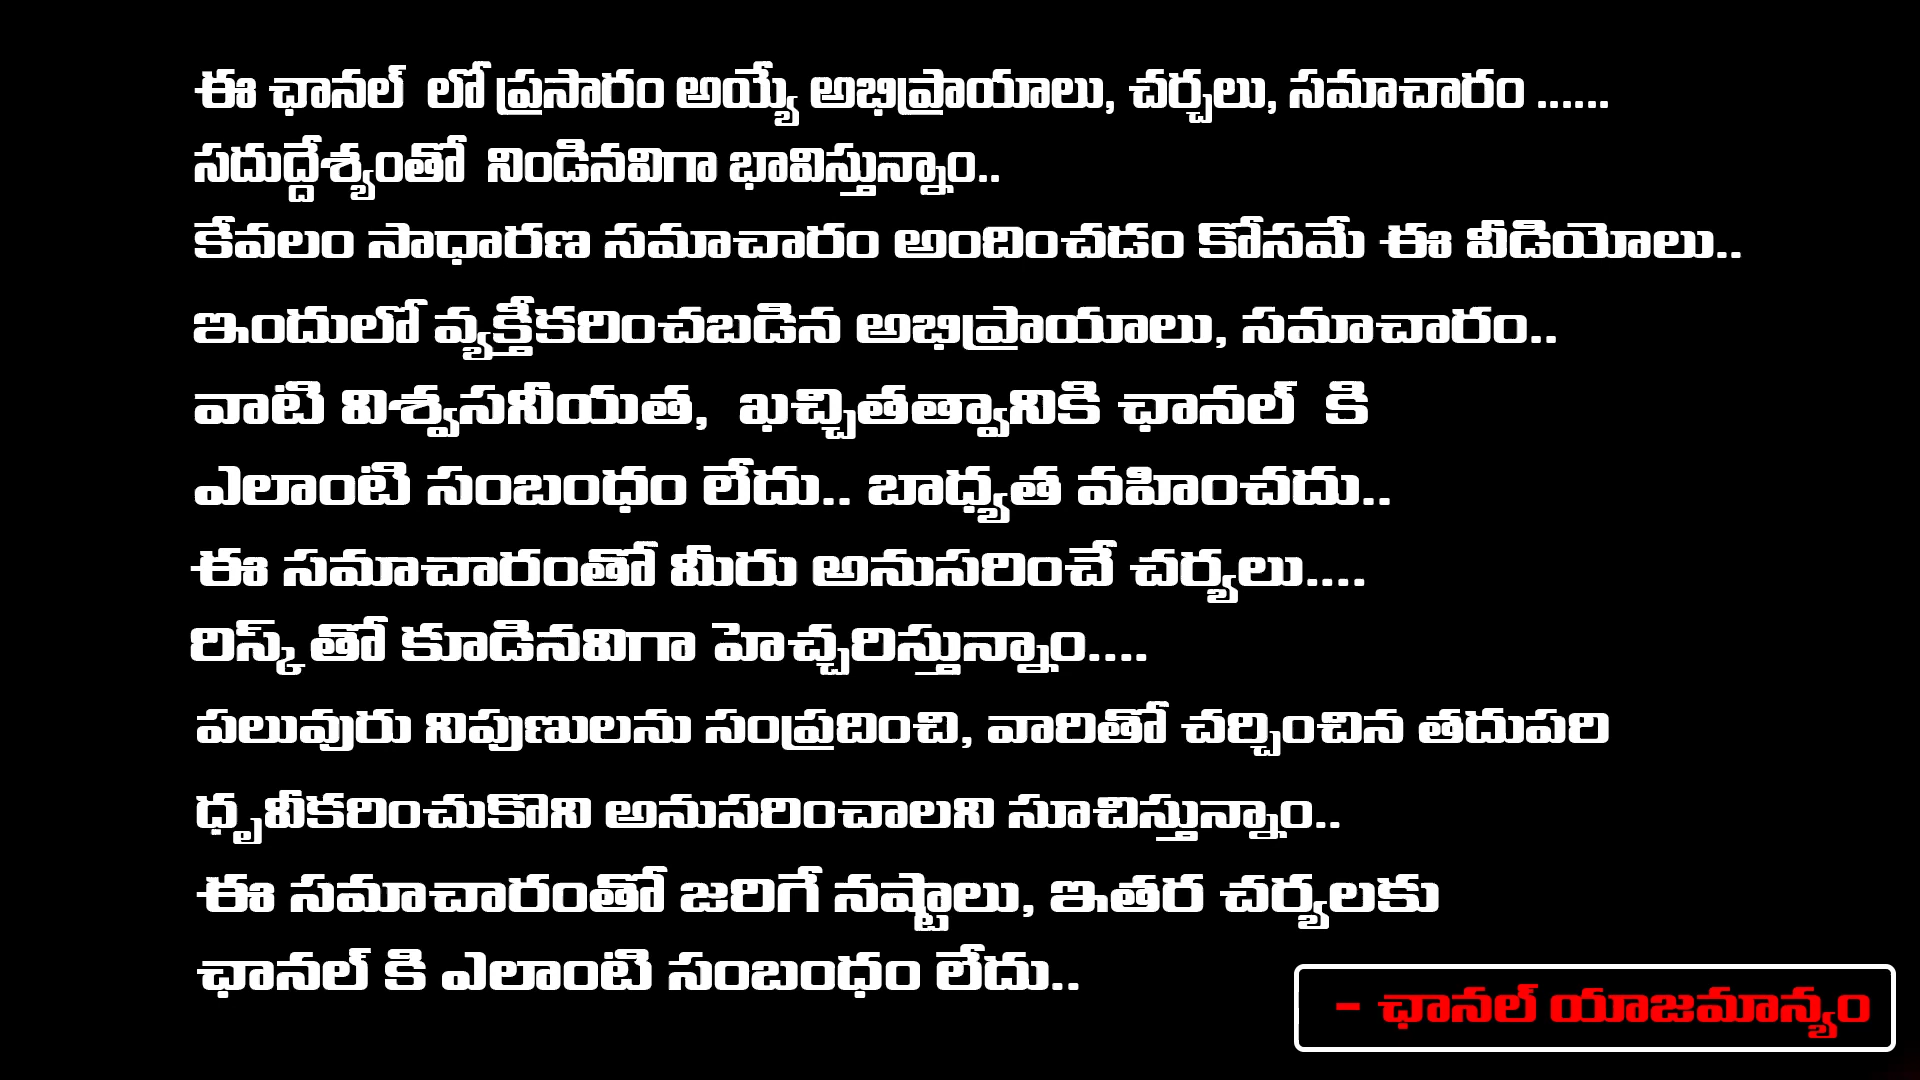 ఈ ఛానల్ లో ప్రసారం అయ్యే అభిప్రాయాలు, చర్చలు, సమాచారం ......
సదుద్దేశ్యంతో నిండినవిగా భావిస్తున్నాం..
కేవలం సాధారణ సమాచారం అందించడం కోసమే ఈ వీడియోలు..
ఇందులో వ్యక్తీకరించబడిన అభిప్రాయాలు, సమాచారం..
వాటి విశ్వసనీయత, ఖచ్చితత్వానికి ఛానల్ కి
ఎలాంటి సంబంధం లేదు.. బాధ్యత వహించదు..
ఈ సమాచారంతో మీరు అనుసరించే చర్యలు....
రిస్క్ తో కూడినవిగా హెచ్చరిస్తున్నాం....
పలువురు నిపుణులను సంప్రదించి, వారితో చర్చించిన తదుపరి
ధృవీకరించుకొని అనుసరించాలని సూచిస్తున్నాం..
ఈ సమాచారంతో జరిగే నష్టాలు, ఇతర చర్యలకు
ఛానల్ కి ఎలాంటి సంబంధం లేదు..
- ఛానల్ యాజమాన్యం